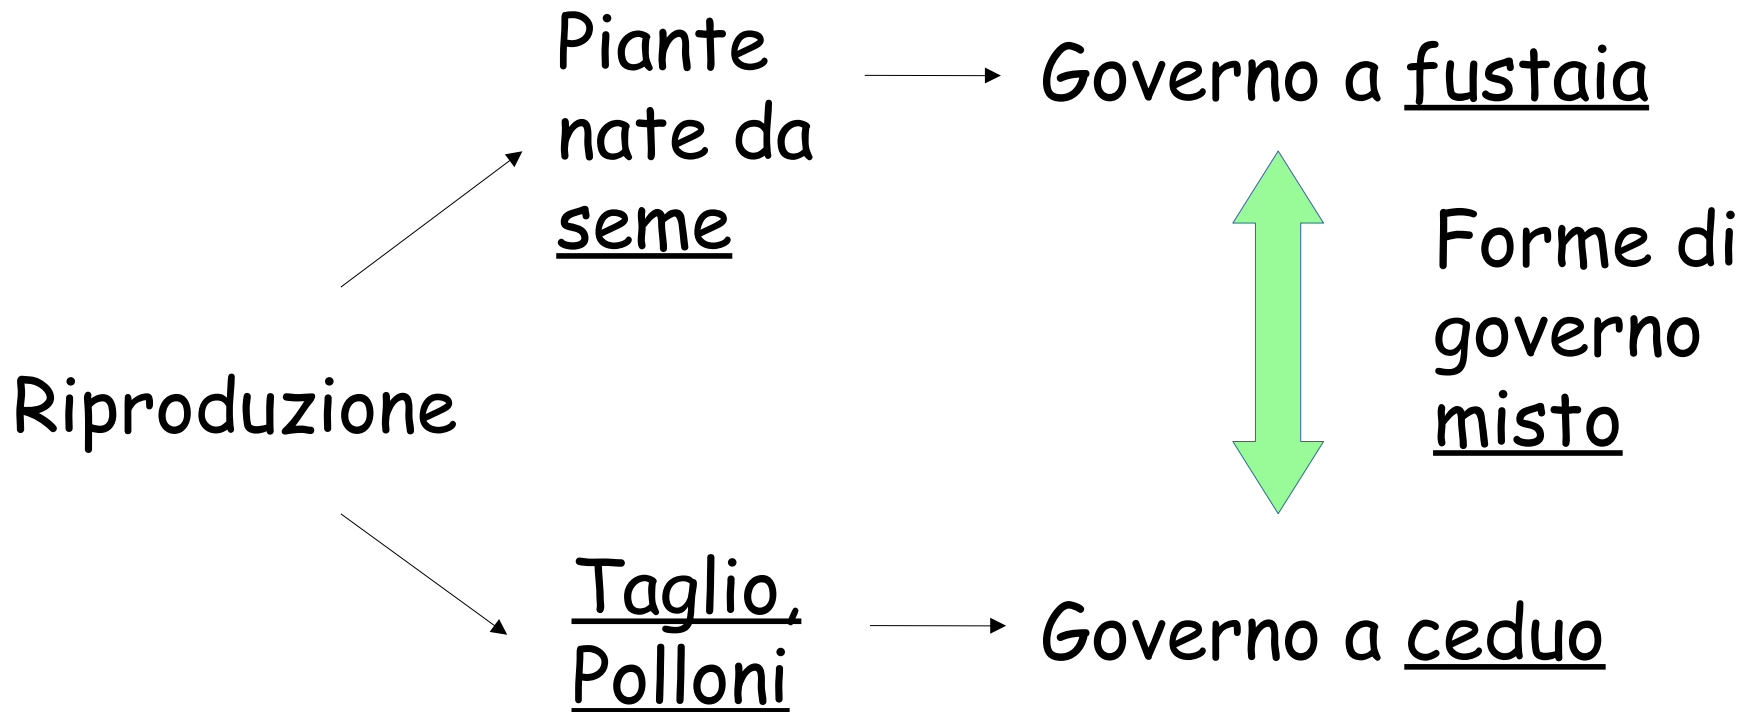 Piante
nate da
seme
Governo a fustaia
Forme di
governo
misto
Riproduzione
Taglio,
Polloni
Governo a ceduo